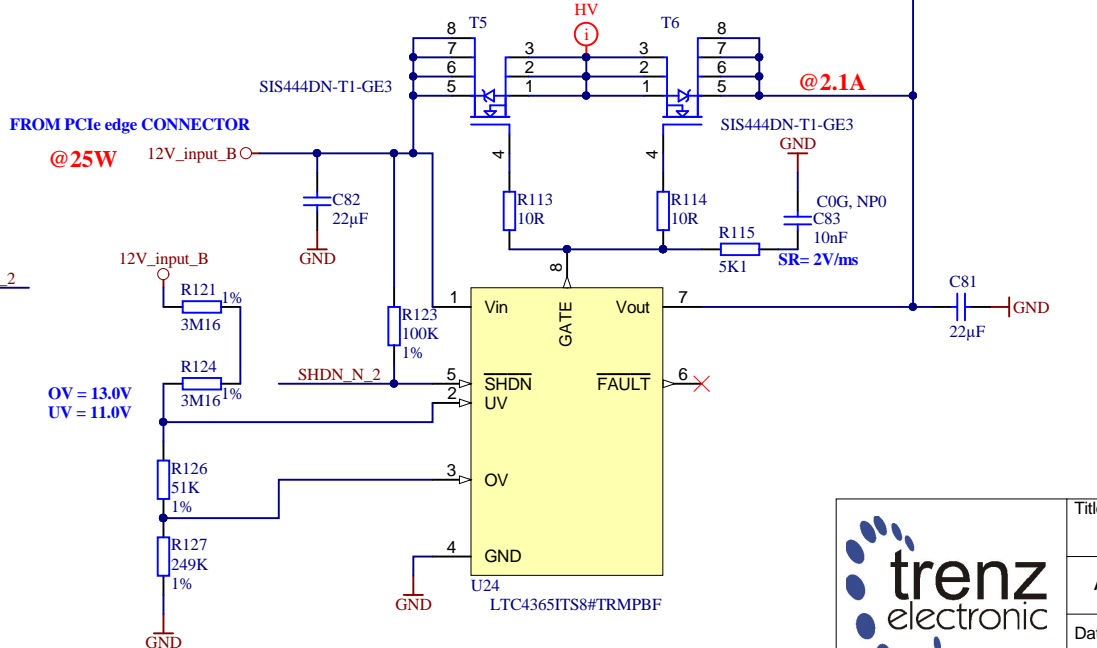 HV
T5
T6
8
7
6
5
3
2
1
3
2
1
8
7
6
5
SIS444DN-T1-GE3
@2.1A
FROM PCIe edge CONNECTOR
SIS444DN-T1-GE3
@25W
12V_input_B
4
4
GND
C82
22µF
GND
R113
10R
R114
10R
C0G, NP0
C83
10nF
R115
5K1
SR= 2V/ms
12V_input_B
_2
R121
1%
3M16
8
1
Vin
GATE
Vout
7
C81
22µF
GND
R123
100K
1%
R124
1%
3M16
SHDN_N_2
5
SHDN
FAULT
6
OV = 13.0V
UV = 11.0V
2
UV
R126
51K
1%
3
OV
R127
249K
1%
4
GND
GND
U24
LTC4365ITS8#TRMPBF
GND
trenz
electronic